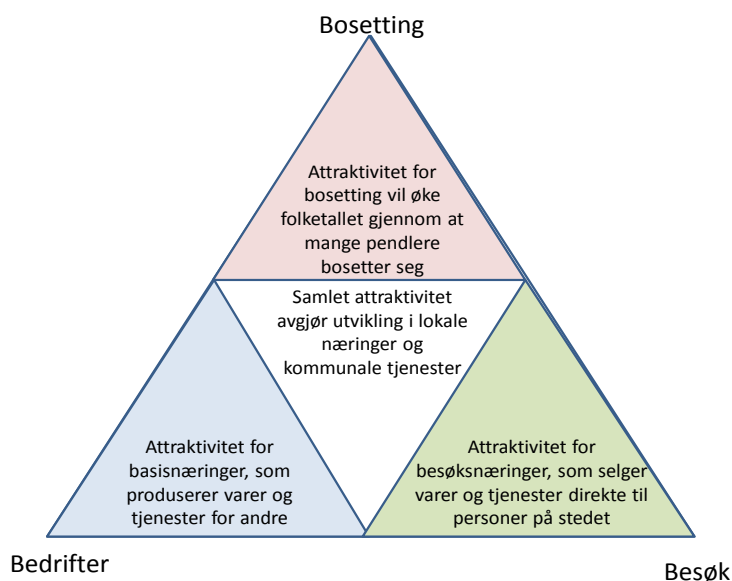 Bosetting
Attraktivitet for
bosetting vil øke
folketallet gjennom at
mange pendlere
bosetter seg
Samlet attraktivitet
avgjør utvikling i lokale
næringer og
kommunale tjenester
Attraktivitet for
basisnæringer, som
produserer varer og
tjenester for andre
Attraktivitet for
besøksnæringer, som selger
varer og tjenester direkte til
personer på stedet
Bedrifter
Besøk